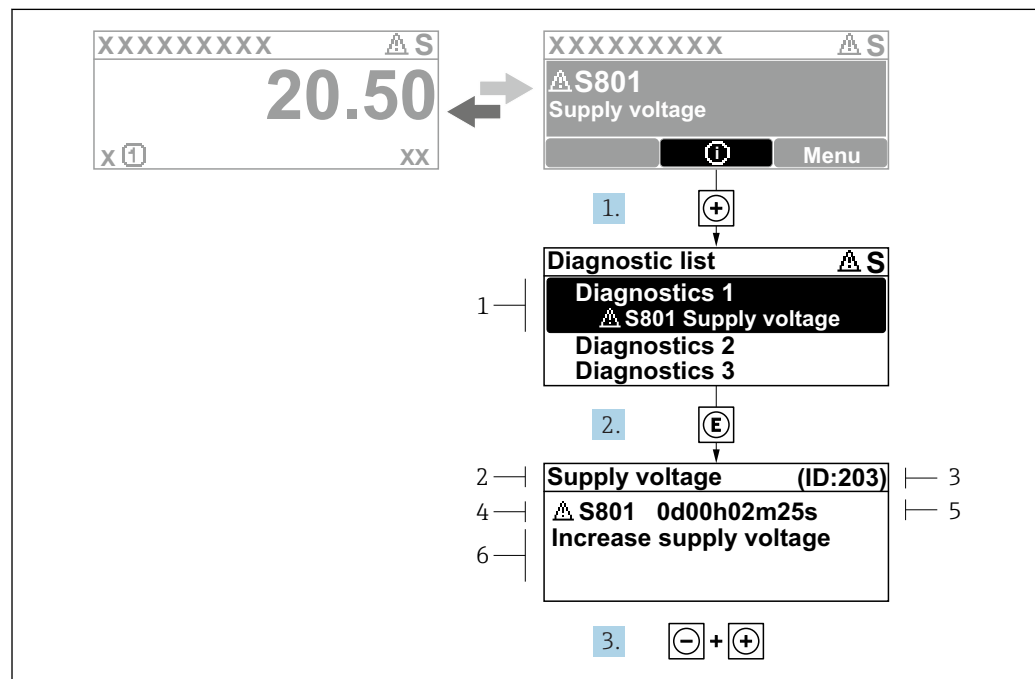 XXXXXXXXX ⚠ S
20.50
x ① xx
XXXXXXXXX ⚠ S
⚠ S801
Supply voltage
ⓘ Menu
1. +
Diagnostic list ⚠ S
1
Diagnostics 1
⚠ S801 Supply voltage
Diagnostics 2
Diagnostics 3
2. E
2 Supply voltage (ID:203) 3
4 ⚠ S801 0d00h02m25s 5
6 Increase supply voltage
3. - + +